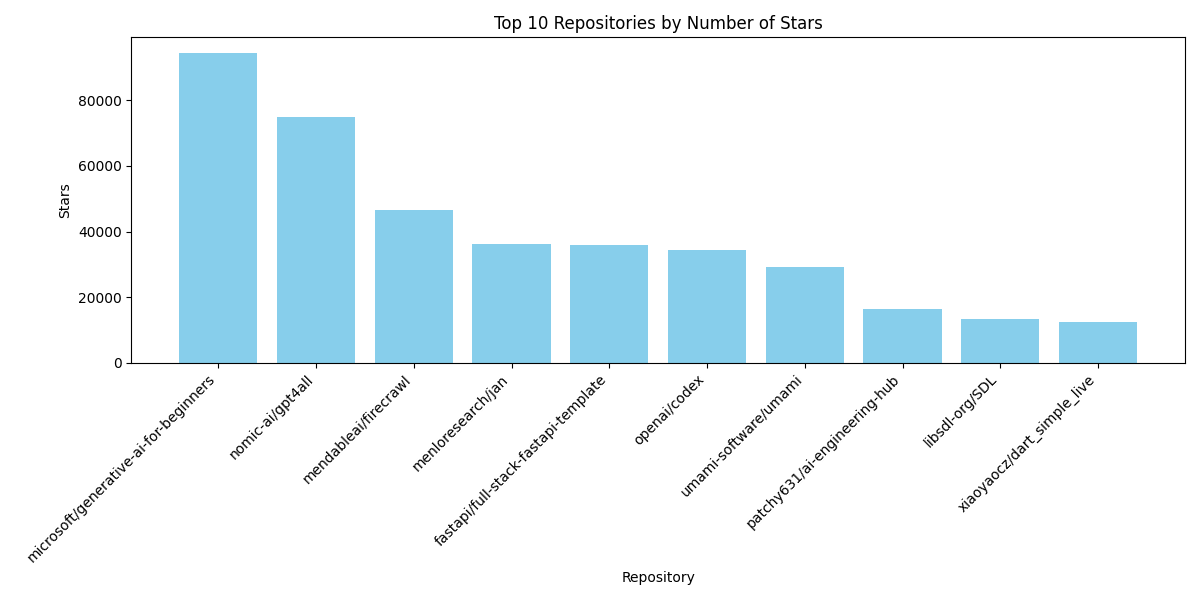 Top 10 Repositories by Number of Stars
Stars
80000
60000
40000
20000
0
microsoft/generative-ai-for-beginners
nomic-ai/gpt4all
mendableai/firecrawl
menloresearch/jan
fastapi/full-stack-fastapi-template
openai/codex
umami-software/umami
patchy631/ai-engineering-hub
libsdl-org/SDL
xiaoyaocz/dart_simple_live
Repository